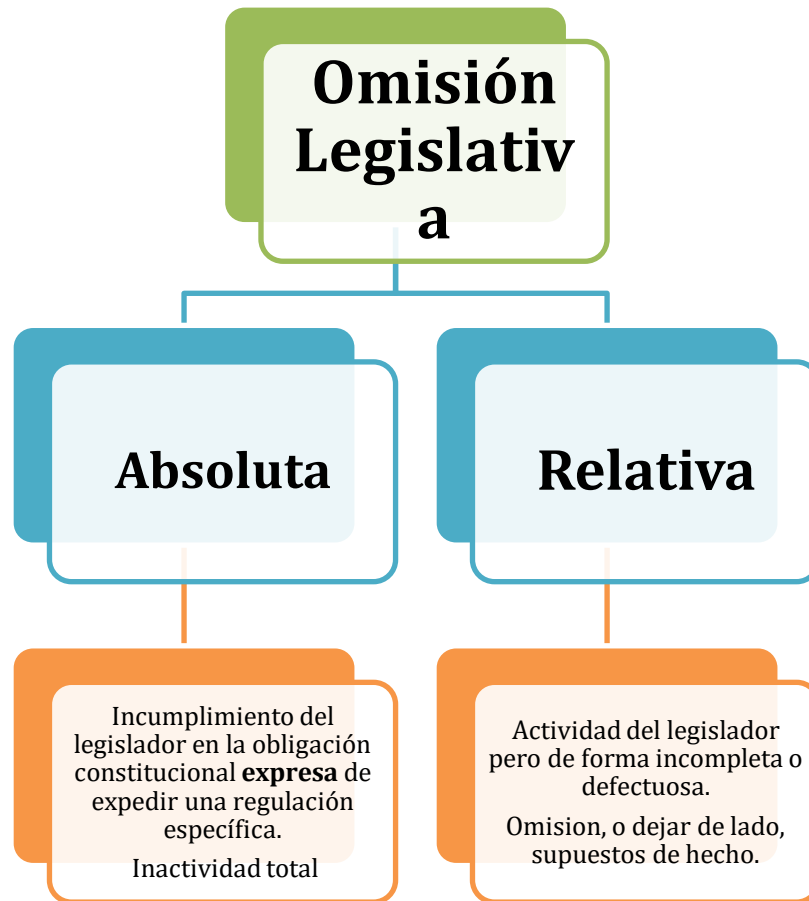 Omisión
Legislativ
a
Absoluta
Relativa
Incumplimiento del
legislador en la obligación
constitucional expresa de
expedir una regulación
específica.
Inactividad total
Actividad del legislador
pero de forma incompleta o
defectuosa.
Omision, o dejar de lado,
supuestos de hecho.